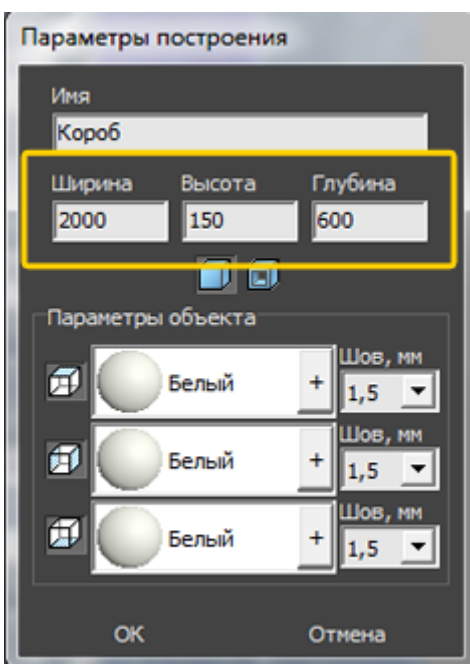 Параметры построения
Имя
Короб
Ширина Высота Глубина
2000 150 600
Параметры объекта
Шов, мм
Белый + 1,5
Шов, мм
Белый + 1,5
Шов, мм
Белый + 1,5
ОК Отмена